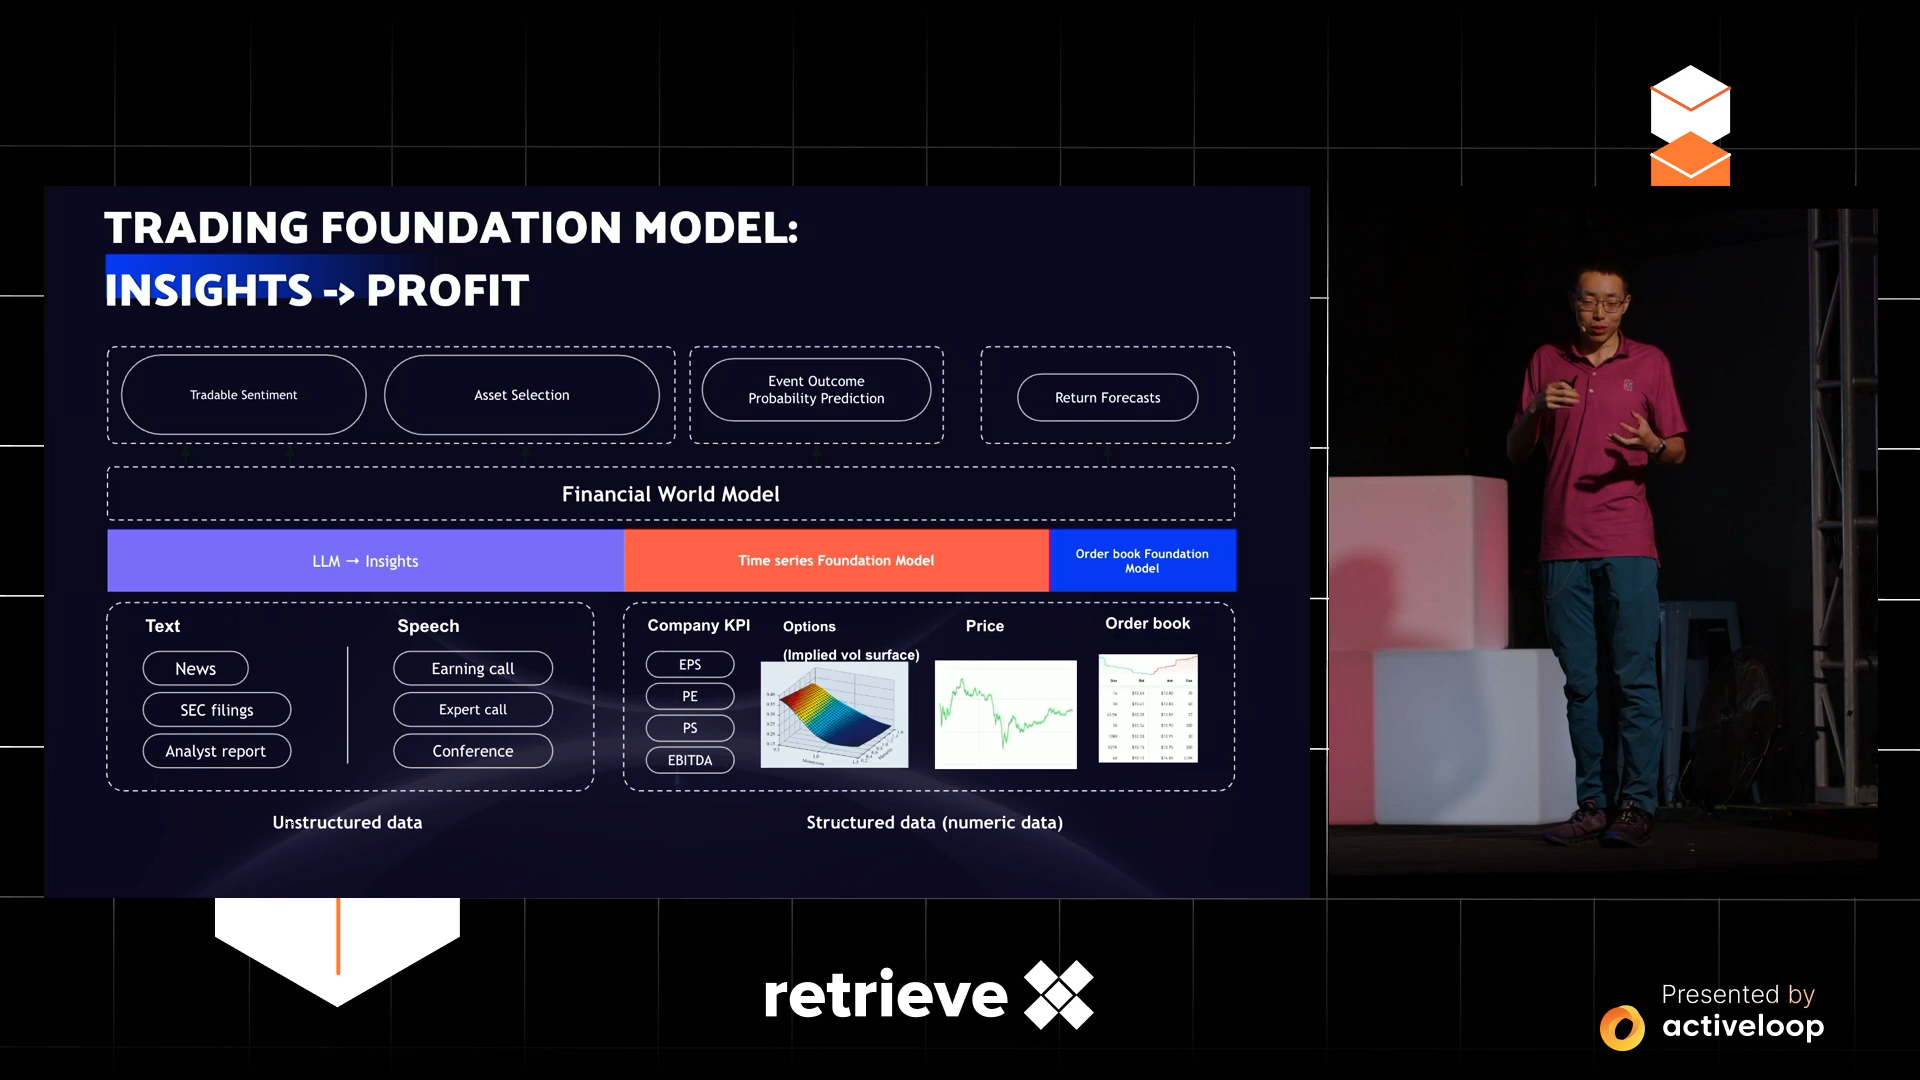 TRADING FOUNDATION MODEL:
INSIGHTS -> PROFIT
Tradable Sentiment
Asset Selection
Event Outcome
Probability Prediction
Return Forecasts
Financial World Model
LLM → Insights
Time series Foundation Model
Order book Foundation
Model
Text
News
SEC filings
Analyst report
Speech
Earning call
Expert call
Conference
Company KPI
EPS
PE
PS
EBITDA
Options
(Implied vol surface)
Price
Order book
Unstructured data
Structured data (numeric data)
retrieve
Presented by
activeloop